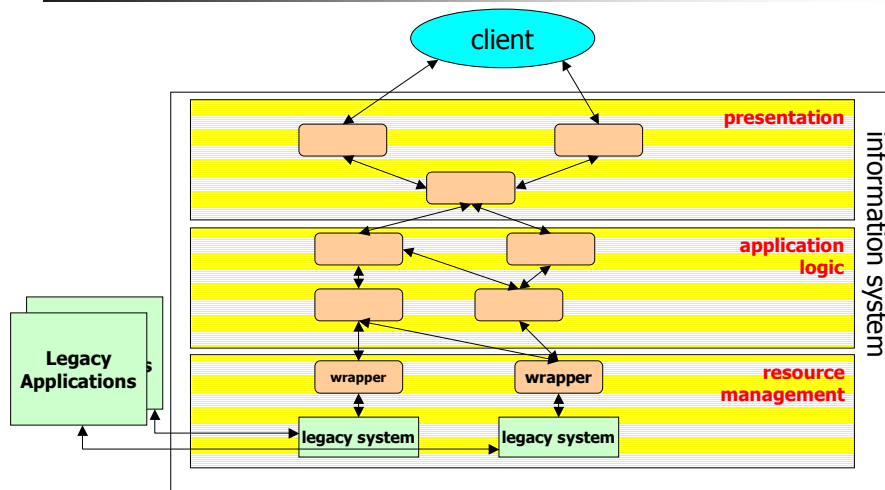 client
presentation
information system
application
logic
Legacy
Applications
s
wrapper
wrapper
resource
management
legacy system
legacy system